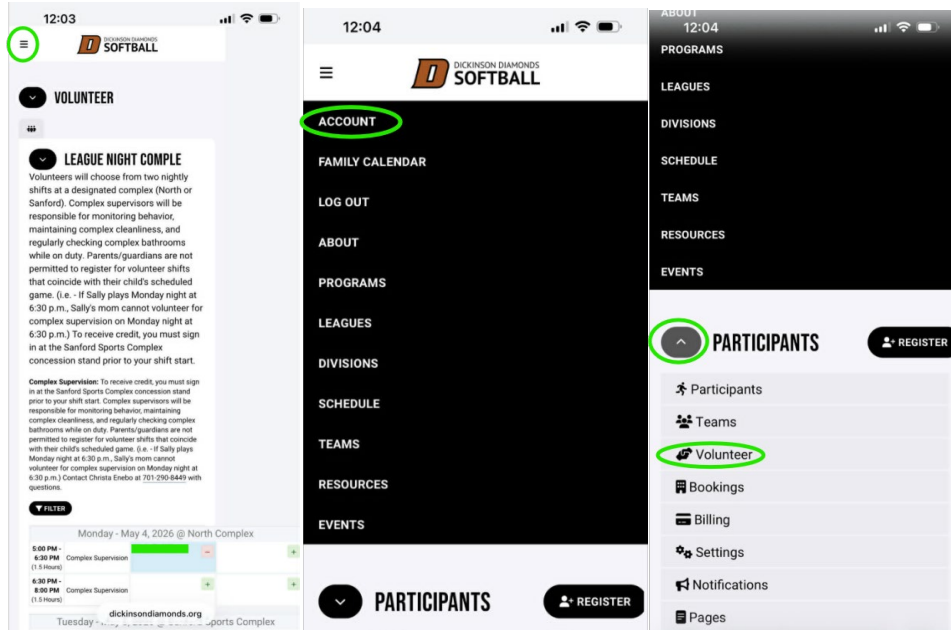 12:03
DICKINSON DIAMONDS
SOFTBALL
VOLUNTEER
LEAGUE NIGHT COMPLE
Volunteers will choose from two nightly
shifts at a designated complex (North or
Sanford). Complex supervisors will be
responsible for monitoring behavior,
maintaining complex cleanliness, and
regularly checking complex bathrooms
while on duty. Parents/guardians are not
permitted to register for volunteer shifts
that coincide with their child's scheduled
game. (i.e. - If Sally plays Monday night at
6:30 p.m., Sally's mom cannot volunteer for
complex supervision on Monday night at
6:30 p.m.) To receive credit, you must sign
in at the Sanford Sports Complex
concession stand prior to your shift start.
Complex Supervision: To receive credit, you must sign
in at the Sanford Sports Complex concession stand
prior to your shift start. Complex supervisors will be
responsible for monitoring behavior, maintaining
complex cleanliness, and regularly checking complex
bathrooms while on duty. Parents/guardians are not
permitted to register for volunteer shifts that coincide
with their child's scheduled game. (i.e. - If Sally plays
Monday night at 6:30 p.m., Sally's mom cannot
volunteer for complex supervision on Monday night at
6:30 p.m.) Contact Christa Enebo at 701-290-8449 with
questions.
FILTER
Monday - May 4, 2026 @ North Complex
5:00 PM -
6:30 PM Complex Supervision
(1.5 Hours)
6:30 PM -
8:00 PM Complex Supervision
(1.5 Hours)
dickinsondiamonds.org
Tuesday
Sports Complex
12:04
DICKINSON DIAMONDS
SOFTBALL
ACCOUNT
FAMILY CALENDAR
LOG OUT
ABOUT
PROGRAMS
LEAGUES
DIVISIONS
SCHEDULE
TEAMS
RESOURCES
EVENTS
PARTICIPANTS
REGISTER
ABOUT
12:04
PROGRAMS
LEAGUES
DIVISIONS
SCHEDULE
TEAMS
RESOURCES
EVENTS
PARTICIPANTS
REGISTER
Participants
Teams
Volunteer
Bookings
Billing
Settings
Notifications
Pages